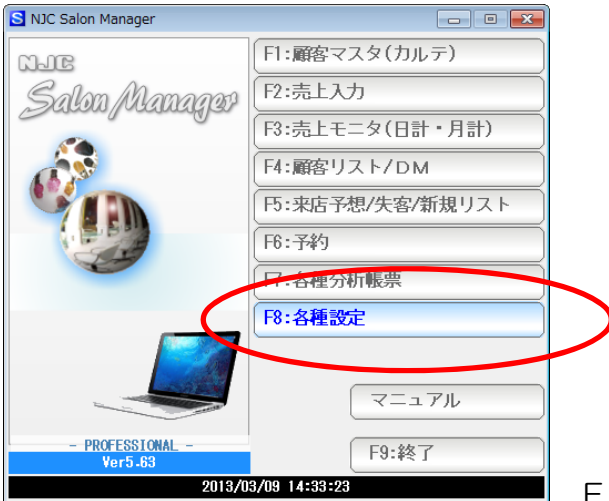 NJC Salon Manager
NJC
Salon Manager
F1:顧客マスタ(カルテ)
F2:売上入力
F3:売上モニタ(日計・月計)
F4:顧客リスト/DM
F5:来店予想/失客/新規リスト
F6:予約
F7:各種分析帳票
F8:各種設定
マニュアル
F9:終了
- PROFESSIONAL -
Ver5.63
2013/03/09 14:33:23